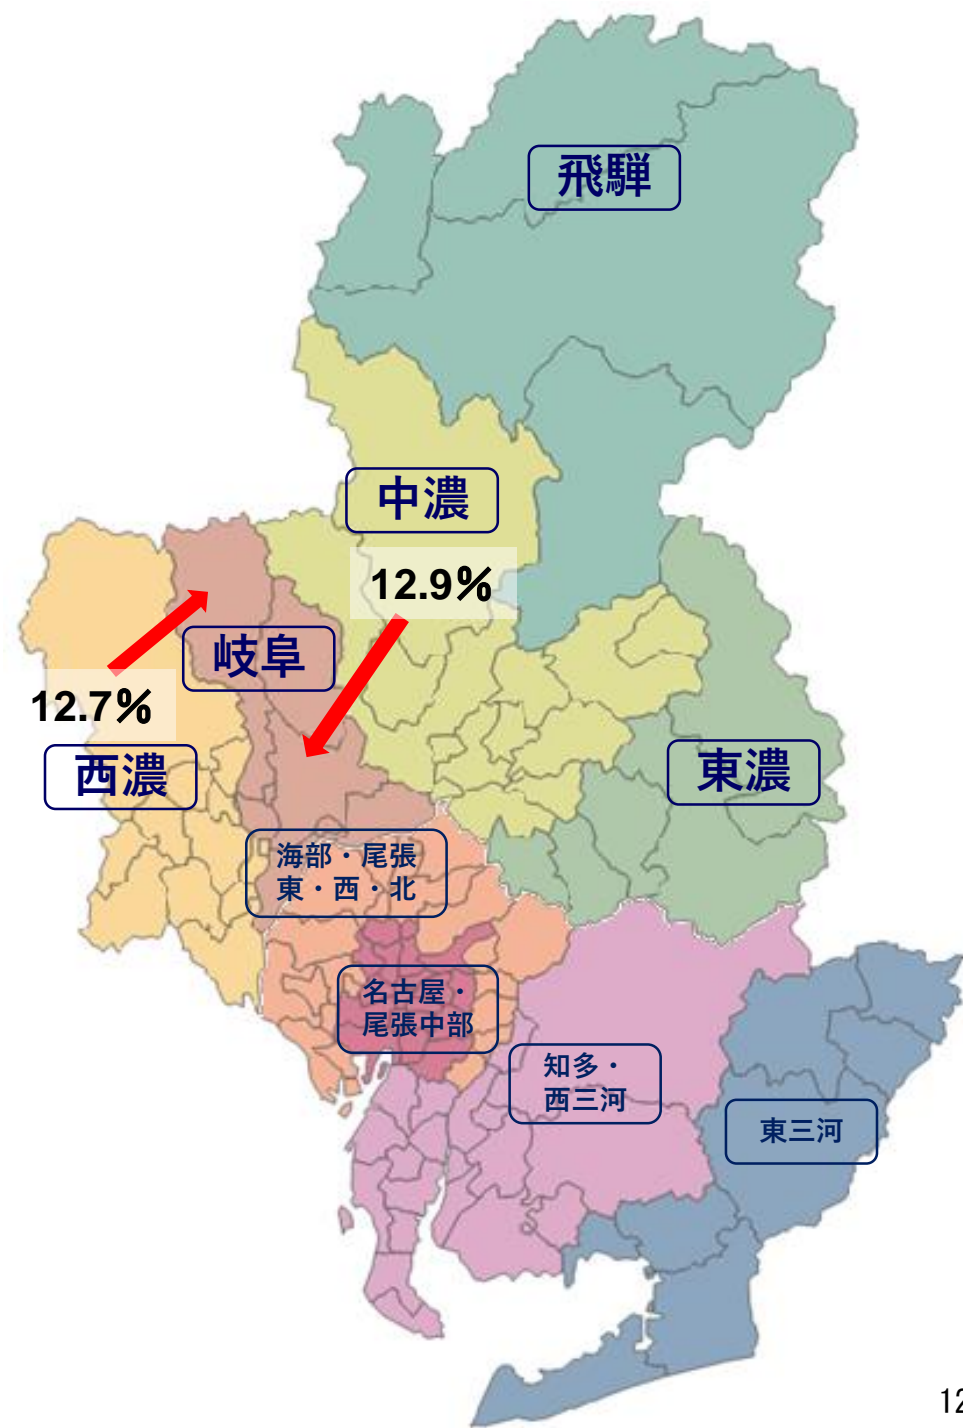 飛騨
中濃
12.9%
岐阜
12.7%
西濃
東濃
海部・尾張
東・西・北
名古屋・
尾張中部
知多・
西三河
東三河
12